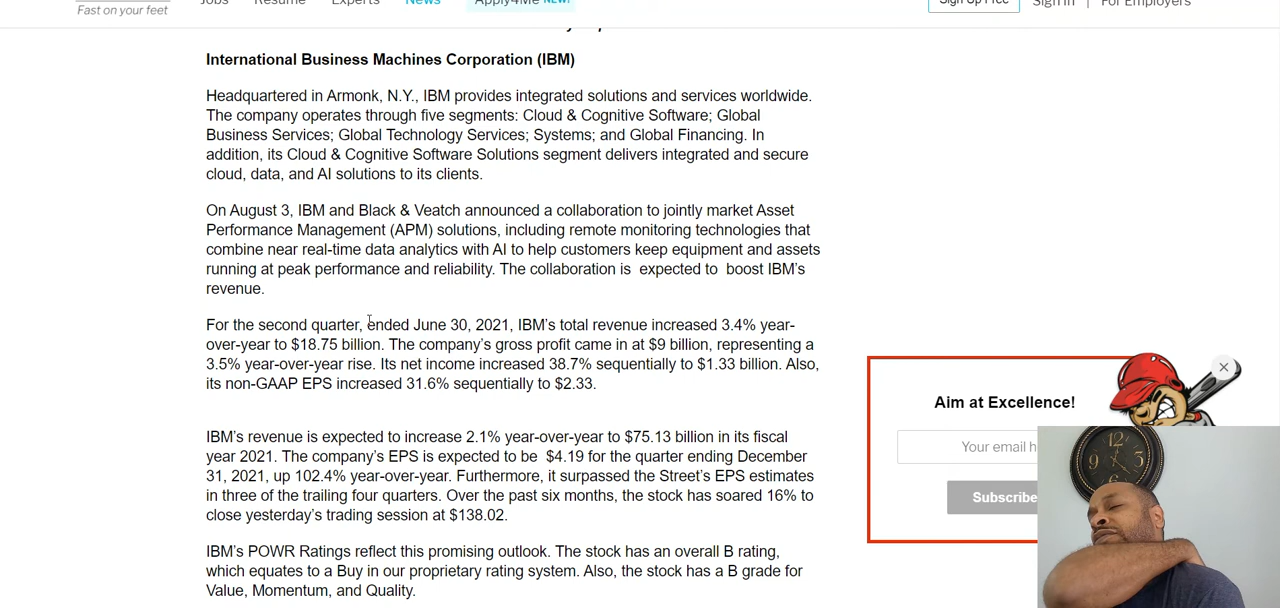 Fast on your feet
Jobs Resume Experts News Apply4Me NEW!
Sign Up Free Sign In | For Employers
International Business Machines Corporation (IBM)
Headquartered in Armonk, N.Y., IBM provides integrated solutions and services worldwide.
The company operates through five segments: Cloud & Cognitive Software; Global
Business Services; Global Technology Services; Systems; and Global Financing. In
addition, its Cloud & Cognitive Software Solutions segment delivers integrated and secure
cloud, data, and AI solutions to its clients.
On August 3, IBM and Black & Veatch announced a collaboration to jointly market Asset
Performance Management (APM) solutions, including remote monitoring technologies that
combine near real-time data analytics with AI to help customers keep equipment and assets
running at peak performance and reliability. The collaboration is expected to boost IBM's
revenue.
For the second quarter, ended June 30, 2021, IBM's total revenue increased 3.4% year-
over-year to $18.75 billion. The company's gross profit came in at $9 billion, representing a
3.5% year-over-year rise. Its net income increased 38.7% sequentially to $1.33 billion. Also,
its non-GAAP EPS increased 31.6% sequentially to $2.33.
IBM's revenue is expected to increase 2.1% year-over-year to $75.13 billion in its fiscal
year 2021. The company's EPS is expected to be $4.19 for the quarter ending December
31, 2021, up 102.4% year-over-year. Furthermore, it surpassed the Street's EPS estimates
in three of the trailing four quarters. Over the past six months, the stock has soared 16% to
close yesterday's trading session at $138.02.
IBM's POWR Ratings reflect this promising outlook. The stock has an overall B rating,
which equates to a Buy in our proprietary rating system. Also, the stock has a B grade for
Value, Momentum, and Quality.
Aim at Excellence!
Your email h
Subscribe
12
9 3
6